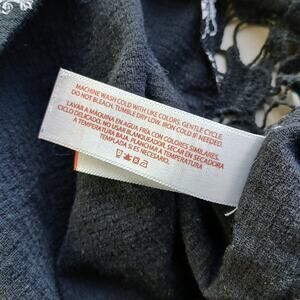 MACHINE WASH COLD WITH LIKE COLORS. GENTLE CYCLE.
DO NOT BLEACH. TUMBLE DRY LOW. IRON COOL IF NEEDED.
LAVAR A MÁQUINA EN AGUA FRIA CON COLORES SIMILARES.
CICLO DELICADO. NO USAR BLANQUEADOR. SECAR EN SECADORA
A TEMPERATURA BAJA. PLANCHAR A TEMPERATURA
TEMPLADA SI ES NECESARIO.